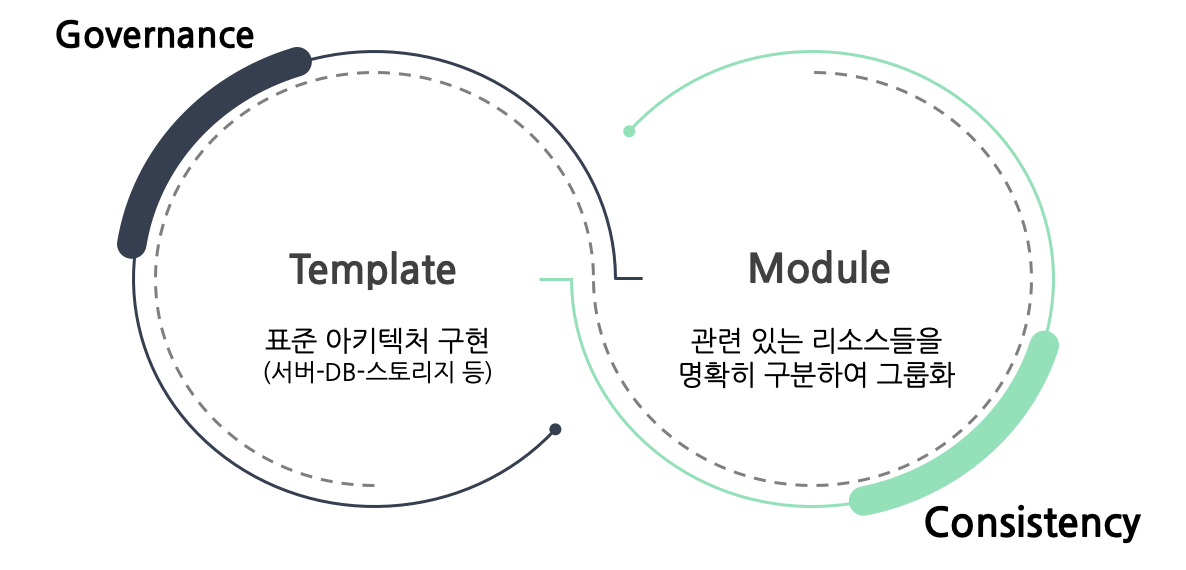 Governance
Template
표준 아키텍처 구현
(서버-DB-스토리지 등)
Module
관련 있는 리소스들을
명확히 구분하여 그룹화
Consistency